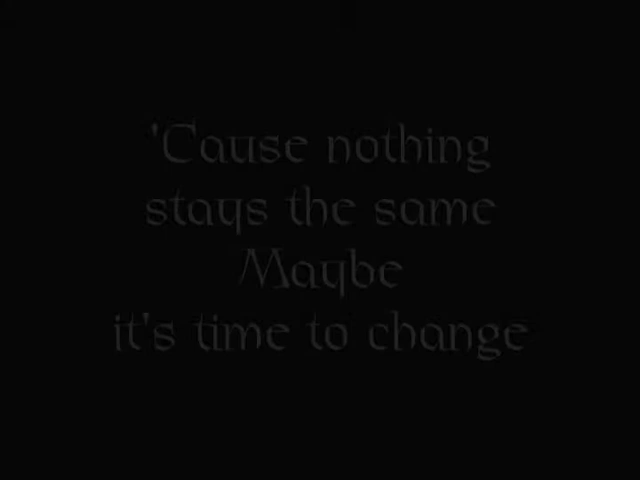 'Cause nothing
stays the same
Maybe
it's time to change